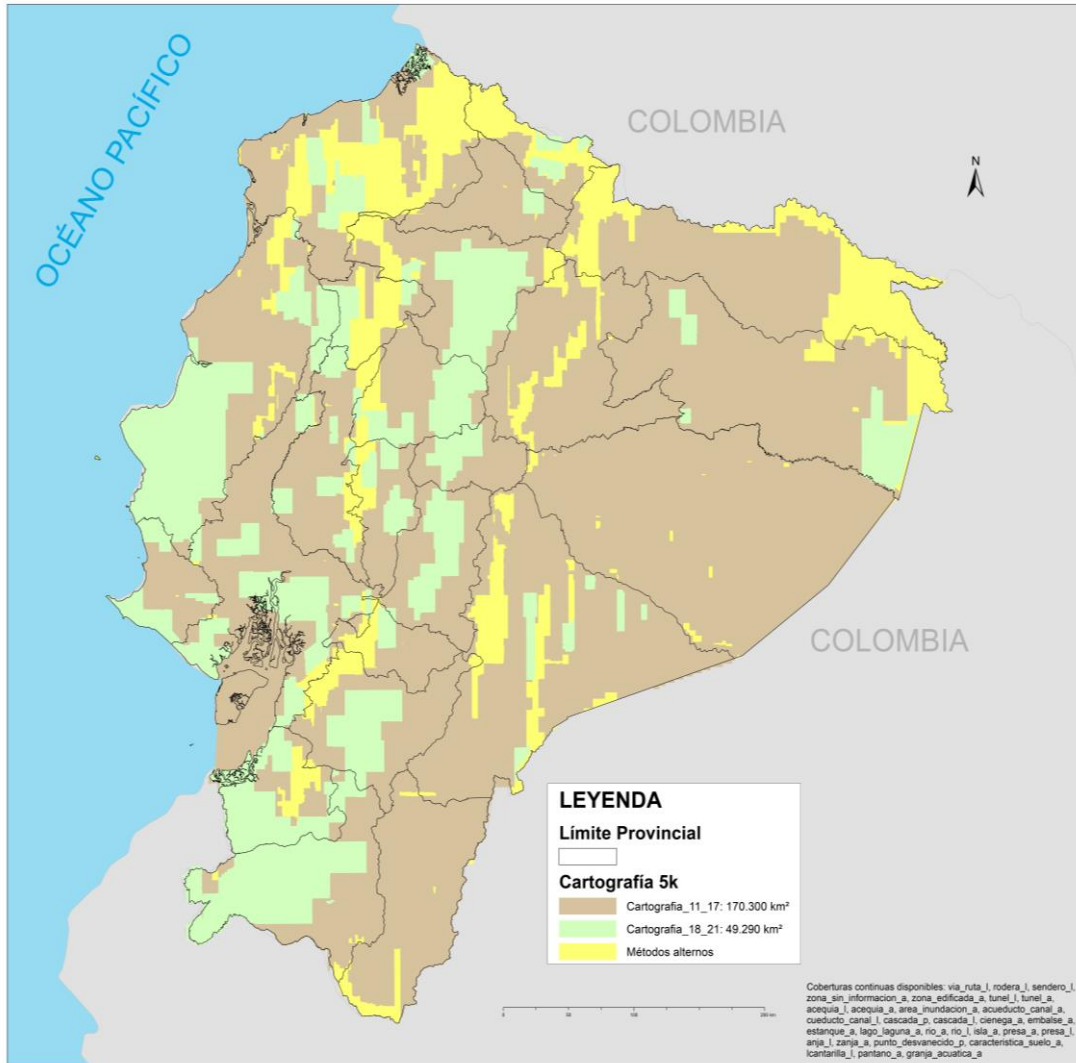 OCÉANO PACÍFICO
COLOMBIA
N
COLOMBIA
LEYENDA
Límite Provincial
Cartografía 5k
Cartografia_11_17: 170.300 km²
Cartografia_18_21: 49.290 km²
Métodos alternos
Coberturas continuas disponibles: via_ruta_l, rodera_l, sendero_l,
zona_sin_informacion_a, zona_edificada_a, tunel_l, tunel_a,
acequia_l, acequia_a, area_inundacion_a, acueducto_canal_a,
cueducto_canal_l, cascada_p, cascada_l, cienega_a, embalse_a,
estanque_a, lago_laguna_a, rio_a, rio_l, isla_a, presa_a, presa_l,
anja_l, zanja_a, punto_desvanecido_p, caracteristica_suelo_a,
lcantarilla_l, pantano_a, granja_acuatica_a